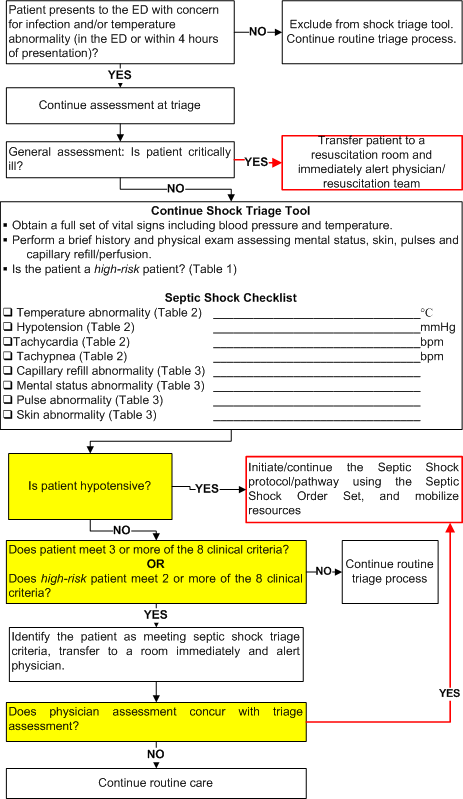 Patient presents to the ED with concern
for infection and/or temperature
abnormality (in the ED or within 4 hours
of presentation)?
NO
Exclude from shock triage tool.
Continue routine triage process.
YES
Continue assessment at triage
General assessment: Is patient critically
ill?
YES
Transfer patient to a
resuscitation room and
immediately alert physician/
resuscitation team
NO
Continue Shock Triage Tool
▪ Obtain a full set of vital signs including blood pressure and temperature.
▪ Perform a brief history and physical exam assessing mental status, skin, pulses and
capillary refill/perfusion.
▪ Is the patient a high-risk patient? (Table 1)
Septic Shock Checklist
❑ Temperature abnormality (Table 2) ______________________________ °C
❑ Hypotension (Table 2) ______________________________ mmHg
❑Tachycardia (Table 2) ______________________________ bpm
❑ Tachypnea (Table 2) ______________________________ bpm
❑ Capillary refill abnormality (Table 3) ______________________________
❑ Mental status abnormality (Table 3) ______________________________
❑ Pulse abnormality (Table 3) ______________________________
❑ Skin abnormality (Table 3) ______________________________
Is patient hypotensive?
YES
Initiate/continue the Septic Shock
protocol/pathway using the Septic
Shock Order Set, and mobilize
resources
NO
Does patient meet 3 or more of the 8 clinical criteria?
OR
Does high-risk patient meet 2 or more of the 8 clinical
criteria?
NO
Continue routine
triage process
YES
Identify the patient as meeting septic shock triage
criteria, transfer to a room immediately and alert
physician.
YES
Does physician assessment concur with triage
assessment?
NO
Continue routine care